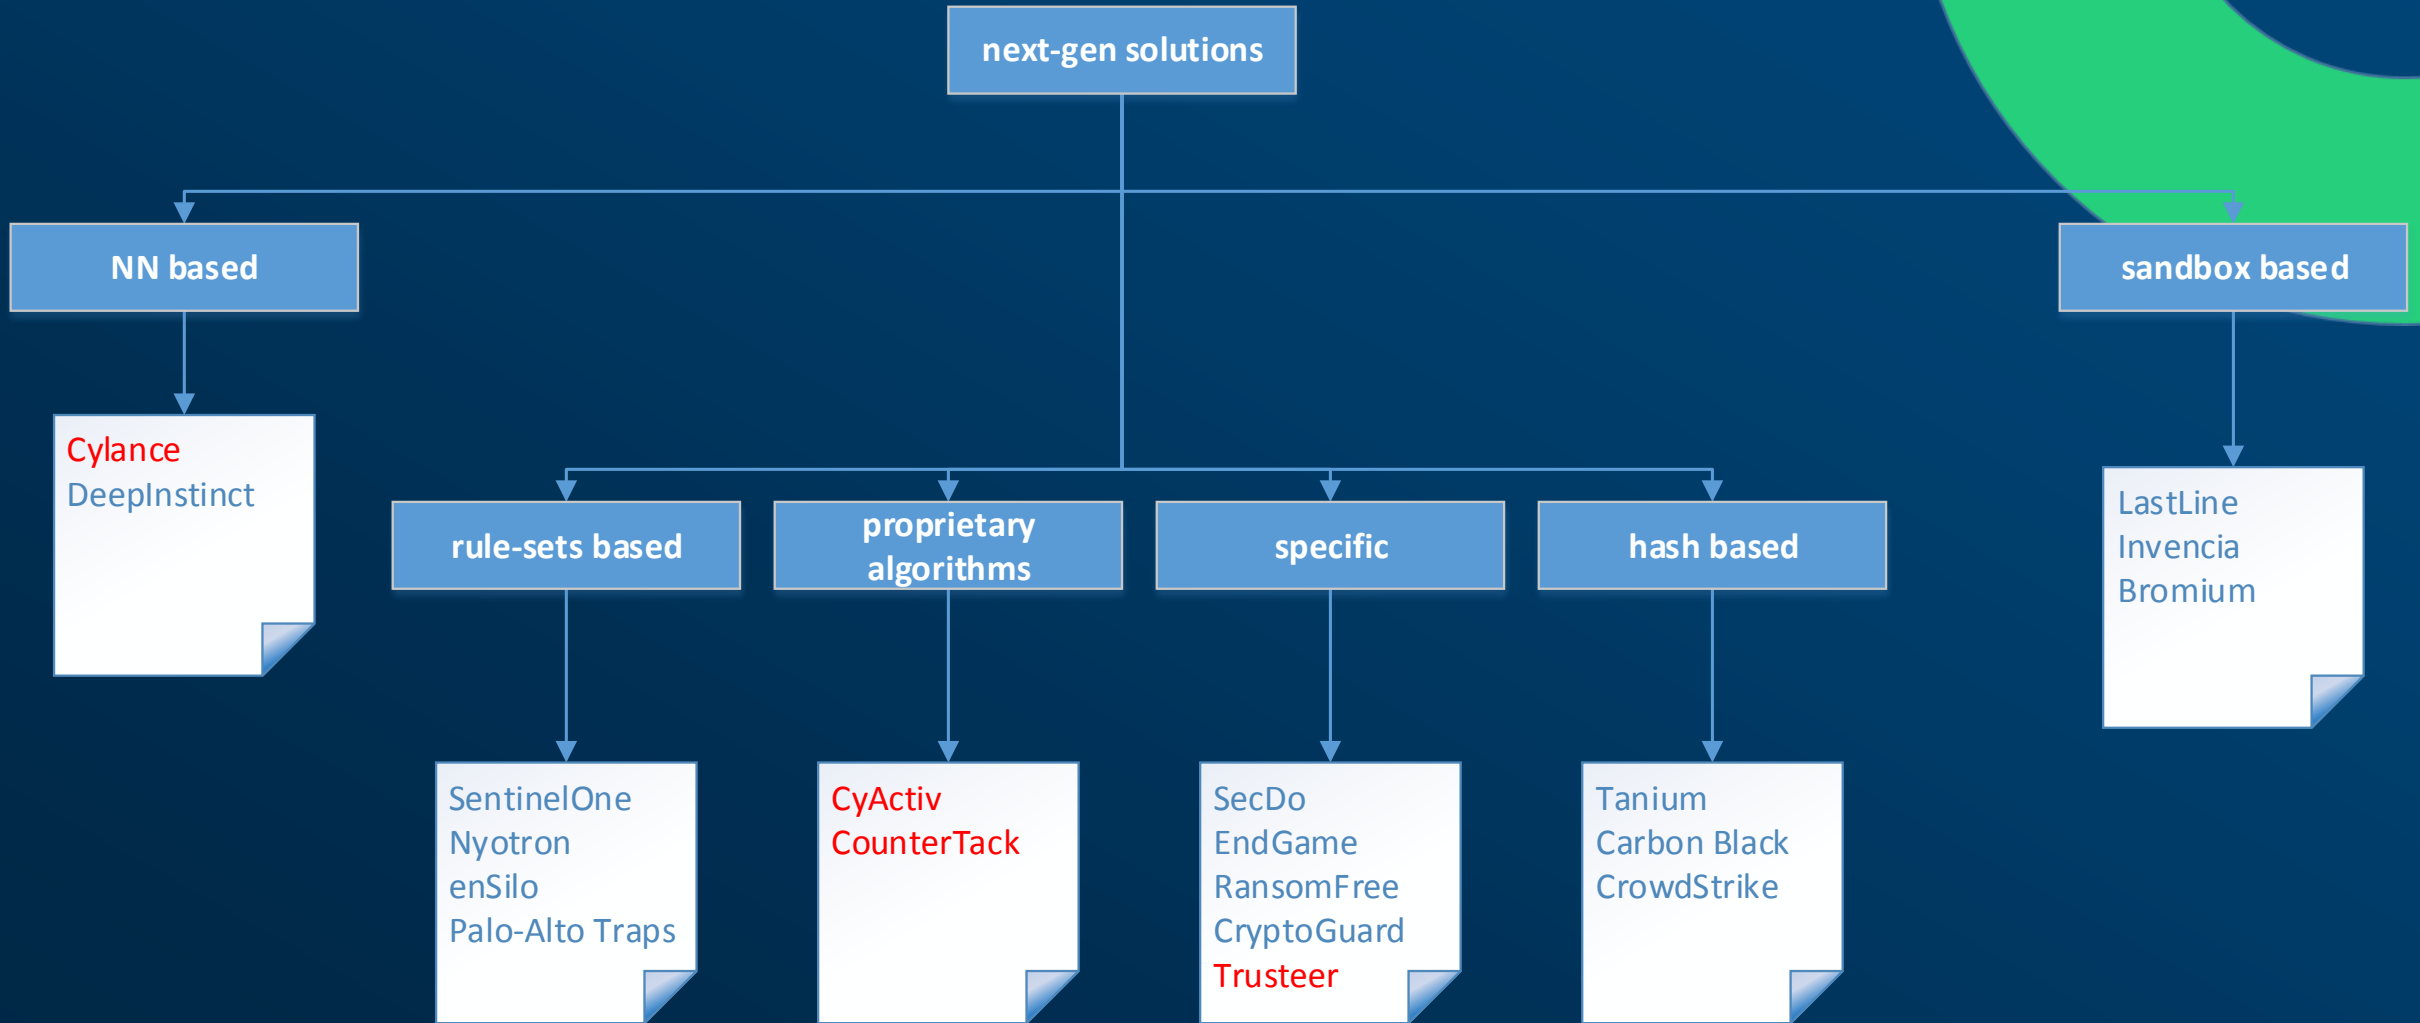 next-gen solutions
NN based
sandbox based
Cylance
DeepInstinct
LastLine
Invencia
Bromium
rule-sets based
proprietary
algorithms
specific
hash based
SentinelOne
Nyotron
enSilo
Palo-Alto Traps
CyActiv
CounterTack
SecDo
EndGame
RansomFree
CryptoGuard
Trusteer
Tanium
Carbon Black
CrowdStrike